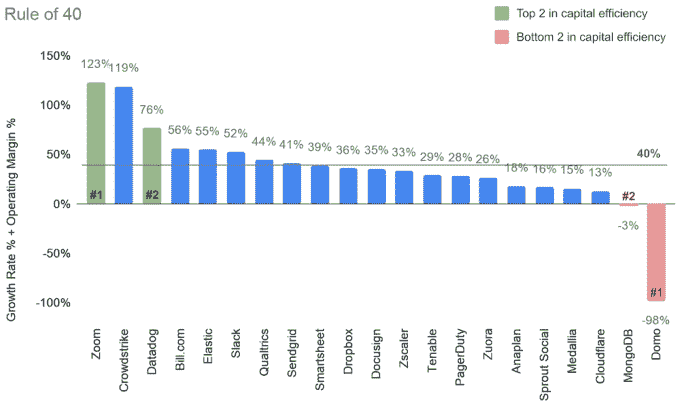 Rule of 40
Top 2 in capital efficiency
Bottom 2 in capital efficiency
Growth Rate % + Operating Margin %
150%
100%
50%
0%
-50%
-100%
123%
119%
76%
56%
55%
52%
44%
41%
39%
36%
35%
33%
29%
28%
26%
18%
16%
15%
13%
-3%
-98%
40%
#1
#2
#2
#1
Zoom
Crowdstrike
Datadog
Bill.com
Elastic
Slack
Qualtrics
Sendgrid
Smartsheet
Dropbox
Docusign
Zscaler
Tenable
PagerDuty
Zuora
Anaplan
Sprout Social
Medallia
Cloudflare
MongoDB
Domo